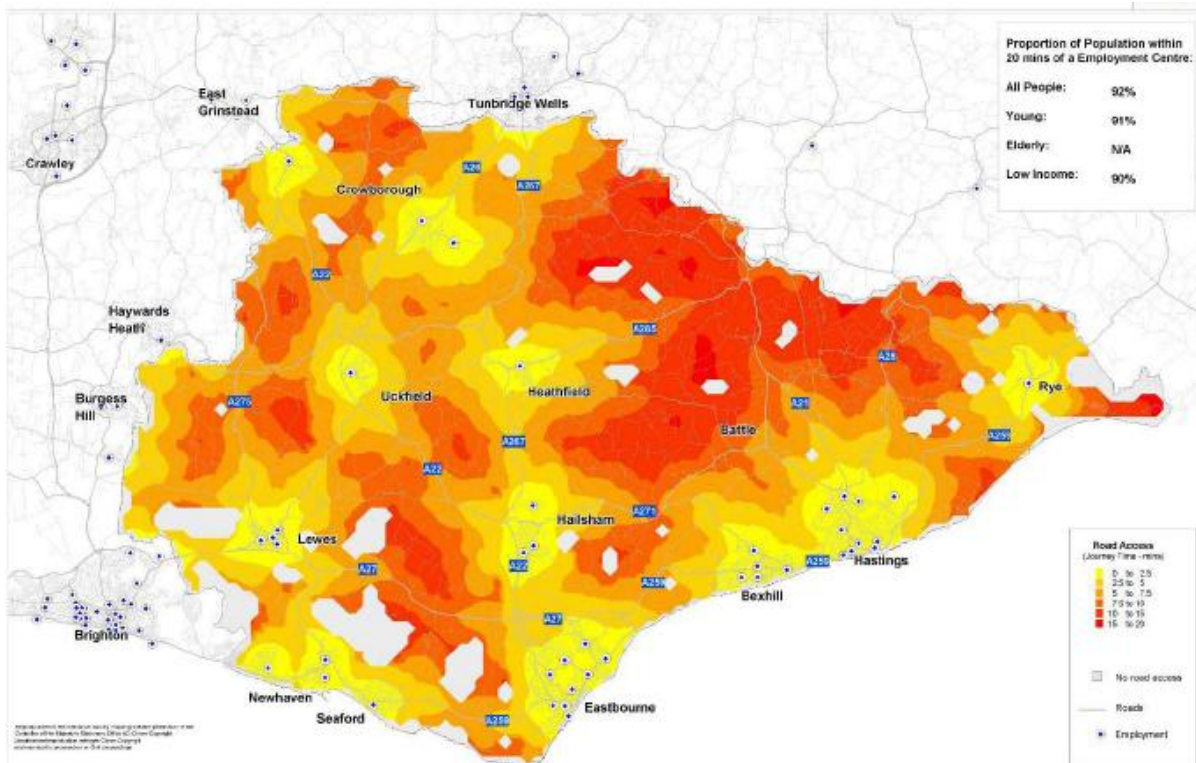 Proportion of Population within
20 mins of a Employment Centre:
All People: 92%
Young: 91%
Elderly: N/A
Low Income: 90%
East
Grinstead
Tunbridge Wells
Crawley
A26
A267
Crowborough
A22
Haywards
Heath
A265
A28
Rye
Burgess
Hill
A275
Uckfield
Heathfield
A21
Battle
A259
A267
A22
Hailsham
A271
Lewes
A27
A22
A259
A259
Hastings
Bexhill
Brighton
A27
Newhaven
Seaford
A259
Eastbourne
Road Access
(Journey Time - mins)
0 to 2.5
2.5 to 5
5 to 7.5
7.5 to 10
10 to 15
15 to 20
No road access
Roads
Employment